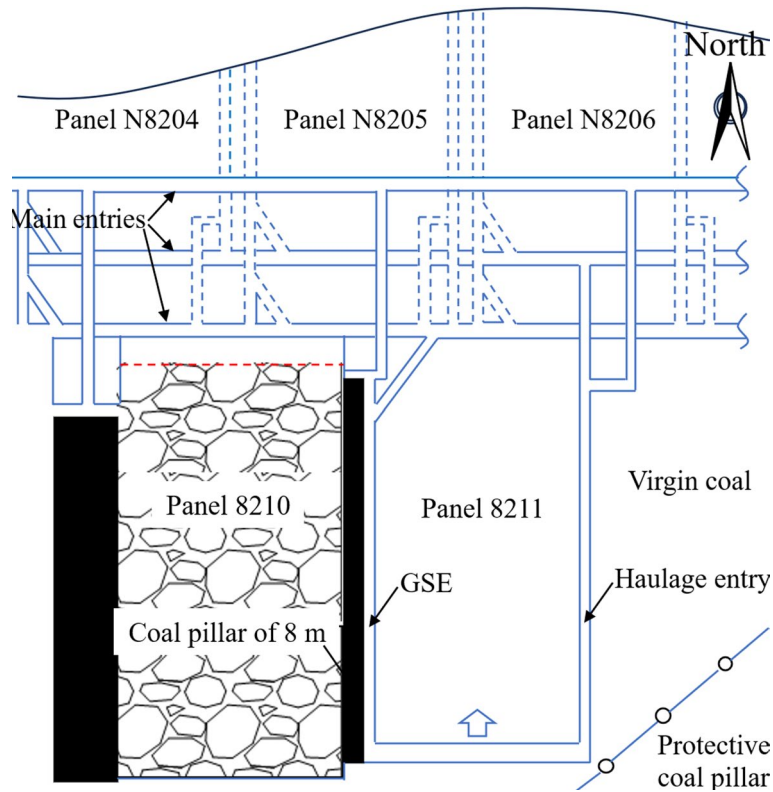 North
Panel N8204
Panel N8205
Panel N8206
Main entries
Panel 8210
Panel 8211
Virgin coal
GSE
Haulage entry
Coal pillar of 8 m
Protective
coal pillar